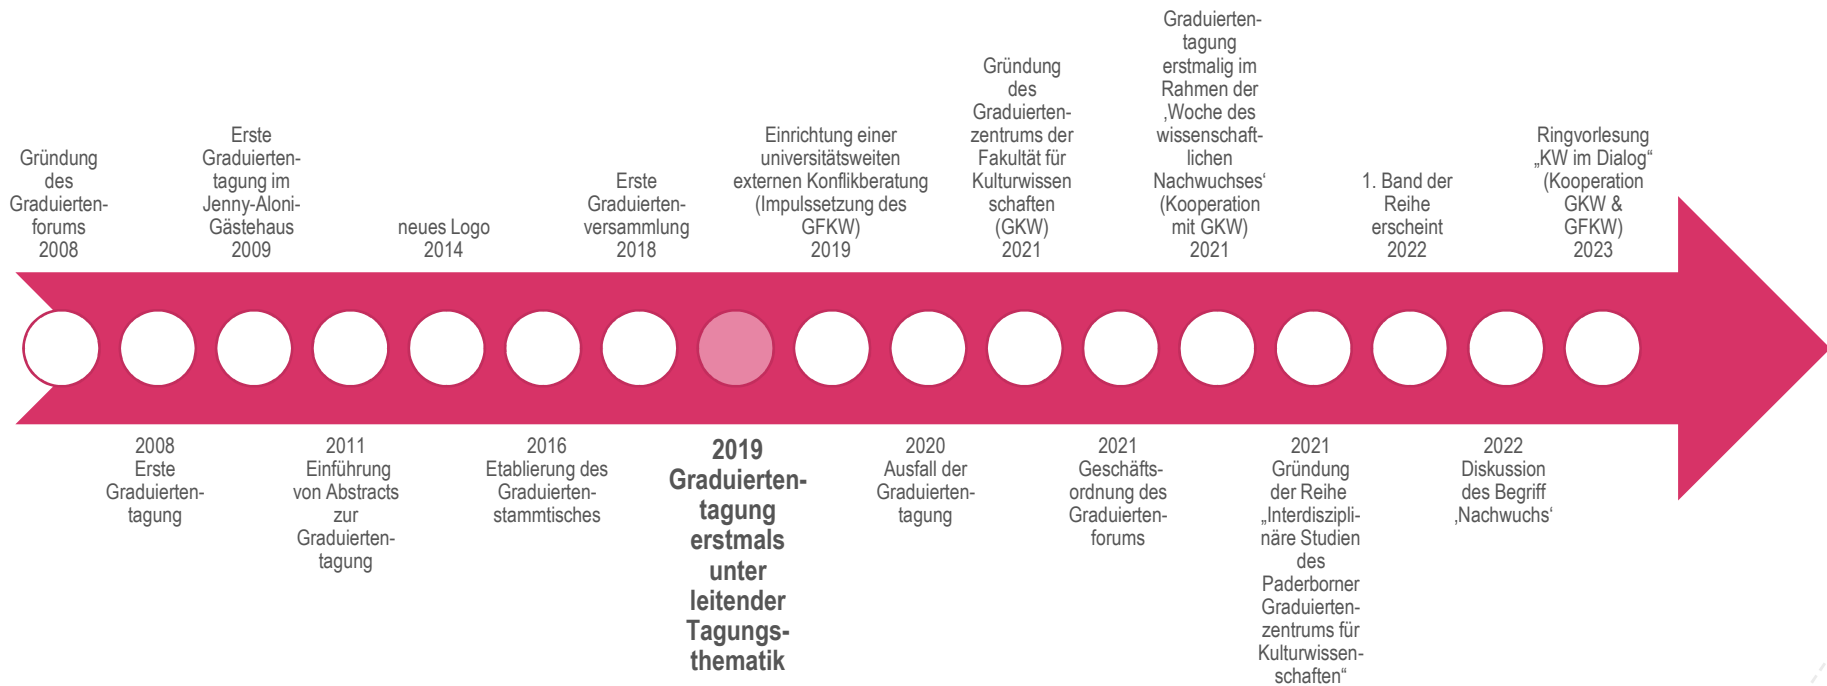 Gründung
des
Graduierten-
forums
2008
Erste
Graduierten-
tagung im
Jenny-Aloni-
Gästehaus
2009
neues Logo
2014
Erste
Graduierten-
versammlung
2018
Einrichtung einer
universitätsweiten
externen Konflikberatung
(Impulssetzung des
GFKW)
2019
Gründung
des
Graduierten-
zentrums der
Fakultät für
Kulturwissen
schaften
(GKW)
2021
Graduierten-
tagung
erstmalig im
Rahmen der
‚Woche des
wissenschaft-
lichen
Nachwuchses‘
(Kooperation
mit GKW)
2021
1. Band der
Reihe
erscheint
2022
Ringvorlesung
„KW im Dialog“
(Kooperation
GKW &
GFKW)
2023
2008
Erste
Graduierten-
tagung
2011
Einführung
von Abstracts
zur
Graduierten-
tagung
2016
Etablierung des
Graduierten-
stammtisches
2019
Graduierten-
tagung
erstmals
unter
leitender
Tagungs-
thematik
2020
Ausfall der
Graduierten-
tagung
2021
Geschäfts-
ordnung des
Graduierten-
forums
2021
Gründung
der Reihe
„Interdiszipli-
näre Studien
des
Paderborner
Graduierten-
zentrums für
Kulturwissen-
schaften“
2022
Diskussion
des Begriff
‚Nachwuchs‘